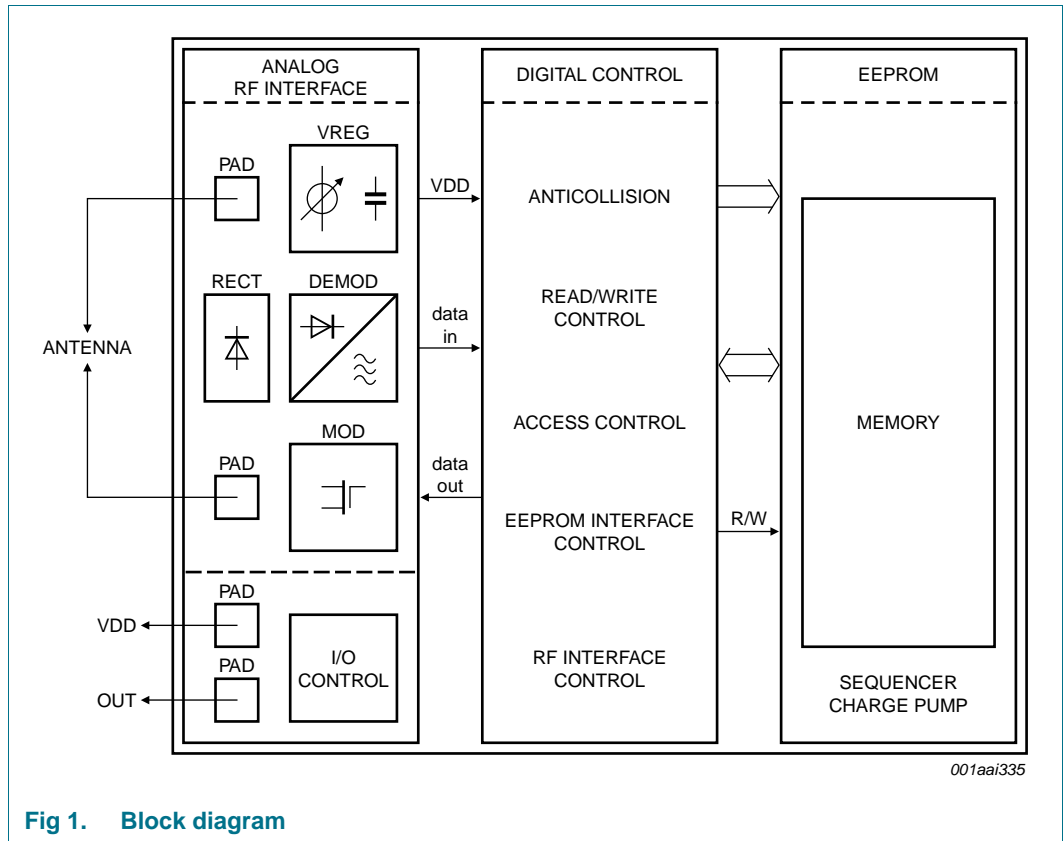 ANALOG
RF INTERFACE
VREG
PAD
RECT
DEMOD
ANTENNA
MOD
PAD
PAD
VDD
PAD
OUT
I/O
CONTROL
VDD
data
in
data
out
DIGITAL CONTROL
ANTICOLLISION
READ/WRITE
CONTROL
ACCESS CONTROL
EEPROM INTERFACE
CONTROL
RF INTERFACE
CONTROL
R/W
EEPROM
MEMORY
SEQUENCER
CHARGE PUMP
001aai335
Fig 1. Block diagram